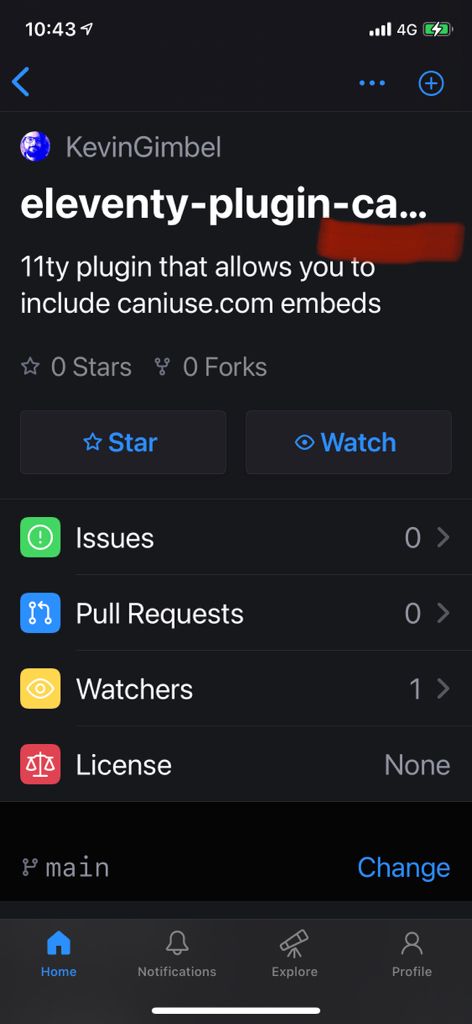 10:43
4G
KevinGimbel
eleventy-plugin-ca...
11ty plugin that allows you to
include caniuse.com embeds
0 Stars 0 Forks
Star Watch
Issues 0
Pull Requests 0
Watchers 1
License None
main Change
Home Notifications Explore Profile